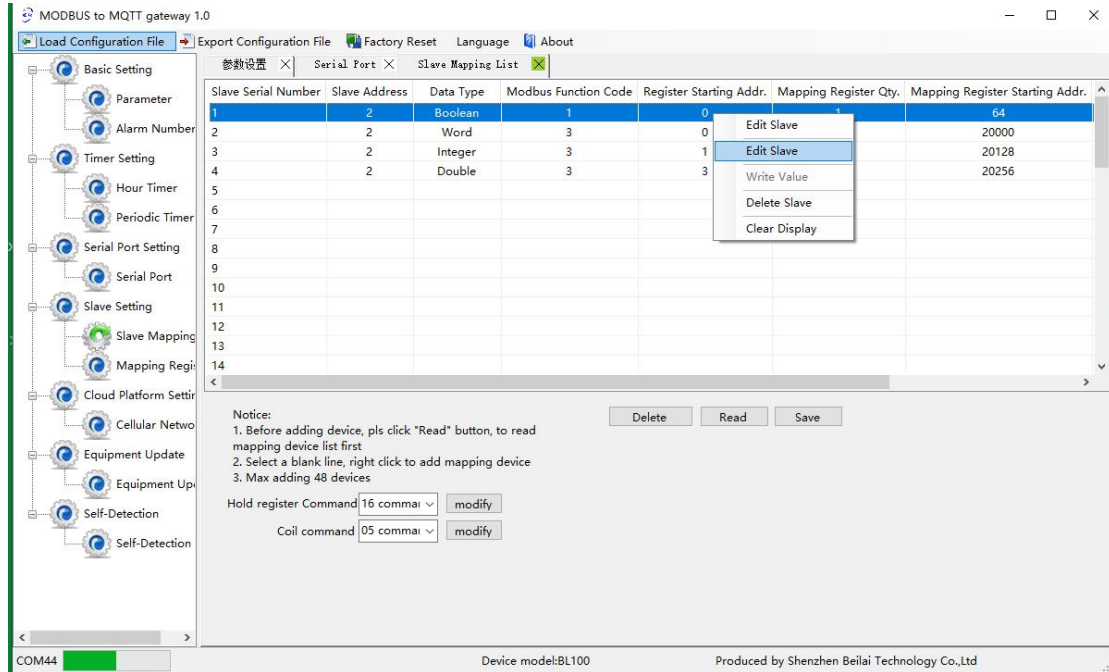 MODBUS to MQTT gateway 1.0
Load Configuration File Export Configuration File Factory Reset Language About
参数设置 Serial Port Slave Mapping List
Basic Setting
Parameter
Alarm Number
Timer Setting
Hour Timer
Periodic Timer
Serial Port Setting
Serial Port
Slave Setting
Slave Mapping
Mapping Regis
Cloud Platform Settin
Cellular Netwo
Equipment Update
Equipment Upd
Self-Detection
Self-Detection
Slave Serial Number Slave Address Data Type Modbus Function Code Register Starting Addr. Mapping Register Qty. Mapping Register Starting Addr.
1 2 Boolean 1 0 1 64
2 2 Word 3 0 20000
3 2 Integer 3 1 20128
4 2 Double 3 3 20256
5
6
7
8
9
10
11
12
13
14
Edit Slave
Edit Slave
Write Value
Delete Slave
Clear Display
Notice:
1. Before adding device, pls click "Read" button, to read
mapping device list first
2. Select a blank line, right click to add mapping device
3. Max adding 48 devices
Delete Read Save
Hold register Command 16 comma modify
Coil command 05 comma modify
COM44 Device model:BL100 Produced by Shenzhen Beilai Technology Co.,Ltd